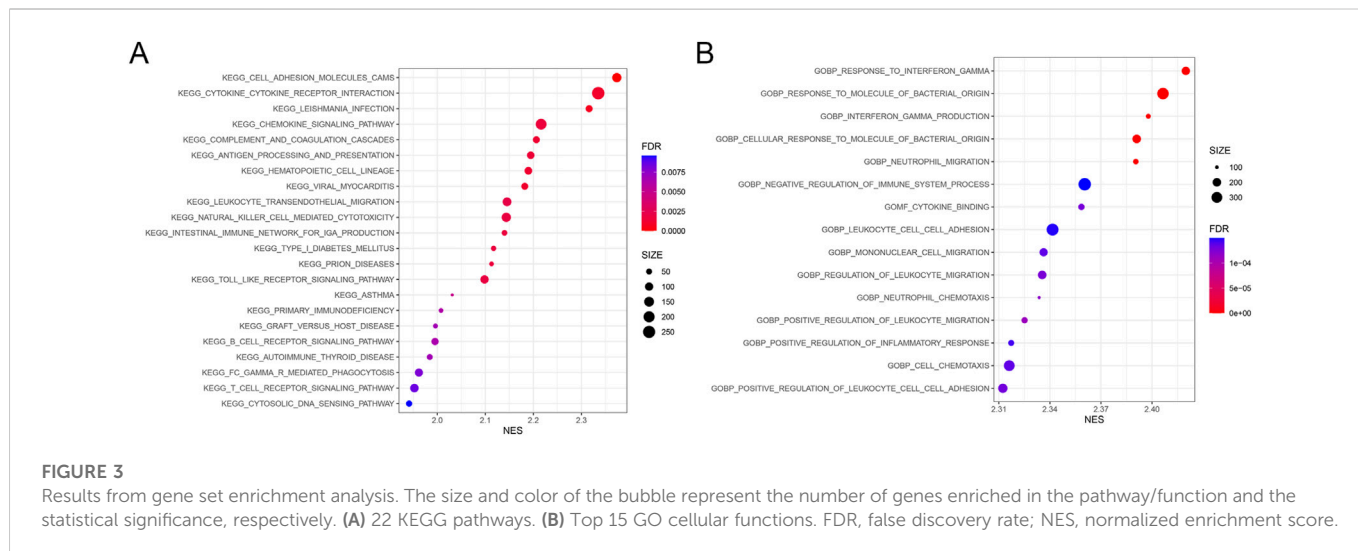 A
KEGG_CELL_ADHESION_MOLECULES_CAMS
KEGG_CYTOKINE_CYTOKINE_RECEPTOR_INTERACTION
KEGG_LEISHMANIA_INFECTION
KEGG_CHEMOKINE_SIGNALING_PATHWAY
KEGG_COMPLEMENT_AND_COAGULATION_CASCADES
KEGG_ANTIGEN_PROCESSING_AND_PRESENTATION
KEGG_HEMATOPOIETIC_CELL_LINEAGE
KEGG_VIRAL_MYOCARDITIS
KEGG_LEUKOCYTE_TRANSENDOTHELIAL_MIGRATION
KEGG_NATURAL_KILLER_CELL_MEDIATED_CYTOTOXICITY
KEGG_INTESTINAL_IMMUNE_NETWORK_FOR_IGA_PRODUCTION
KEGG_TYPE_I_DIABETES_MELLITUS
KEGG_PRION_DISEASES
KEGG_TOLL_LIKE_RECEPTOR_SIGNALING_PATHWAY
KEGG_ASTHMA
KEGG_PRIMARY_IMMUNODEFICIENCY
KEGG_GRAFT_VERSUS_HOST_DISEASE
KEGG_B_CELL_RECEPTOR_SIGNALING_PATHWAY
KEGG_AUTOIMMUNE_THYROID_DISEASE
KEGG_FC_GAMMA_R_MEDIATED_PHAGOCYTOSIS
KEGG_T_CELL_RECEPTOR_SIGNALING_PATHWAY
KEGG_CYTOSOLIC_DNA_SENSING_PATHWAY
2.0 2.1 2.2 2.3
NES
FDR
0.0075
0.0050
0.0025
0.0000
SIZE
50
100
150
200
250
B
GOBP_RESPONSE_TO_INTERFERON_GAMMA
GOBP_RESPONSE_TO_MOLECULE_OF_BACTERIAL_ORIGIN
GOBP_INTERFERON_GAMMA_PRODUCTION
GOBP_CELLULAR_RESPONSE_TO_MOLECULE_OF_BACTERIAL_ORIGIN
GOBP_NEUTROPHIL_MIGRATION
GOBP_NEGATIVE_REGULATION_OF_IMMUNE_SYSTEM_PROCESS
GOMF_CYTOKINE_BINDING
GOBP_LEUKOCYTE_CELL_CELL_ADHESION
GOBP_MONONUCLEAR_CELL_MIGRATION
GOBP_REGULATION_OF_LEUKOCYTE_MIGRATION
GOBP_NEUTROPHIL_CHEMOTAXIS
GOBP_POSITIVE_REGULATION_OF_LEUKOCYTE_MIGRATION
GOBP_POSITIVE_REGULATION_OF_INFLAMMATORY_RESPONSE
GOBP_CELL_CHEMOTAXIS
GOBP_POSITIVE_REGULATION_OF_LEUKOCYTE_CELL_CELL_ADHESION
2.31 2.34 2.37 2.40
NES
SIZE
100
200
300
FDR
1e-04
5e-05
0e+00
FIGURE 3
Results from gene set enrichment analysis. The size and color of the bubble represent the number of genes enriched in the pathway/function and the
statistical significance, respectively. (A) 22 KEGG pathways. (B) Top 15 GO cellular functions. FDR, false discovery rate; NES, normalized enrichment score.